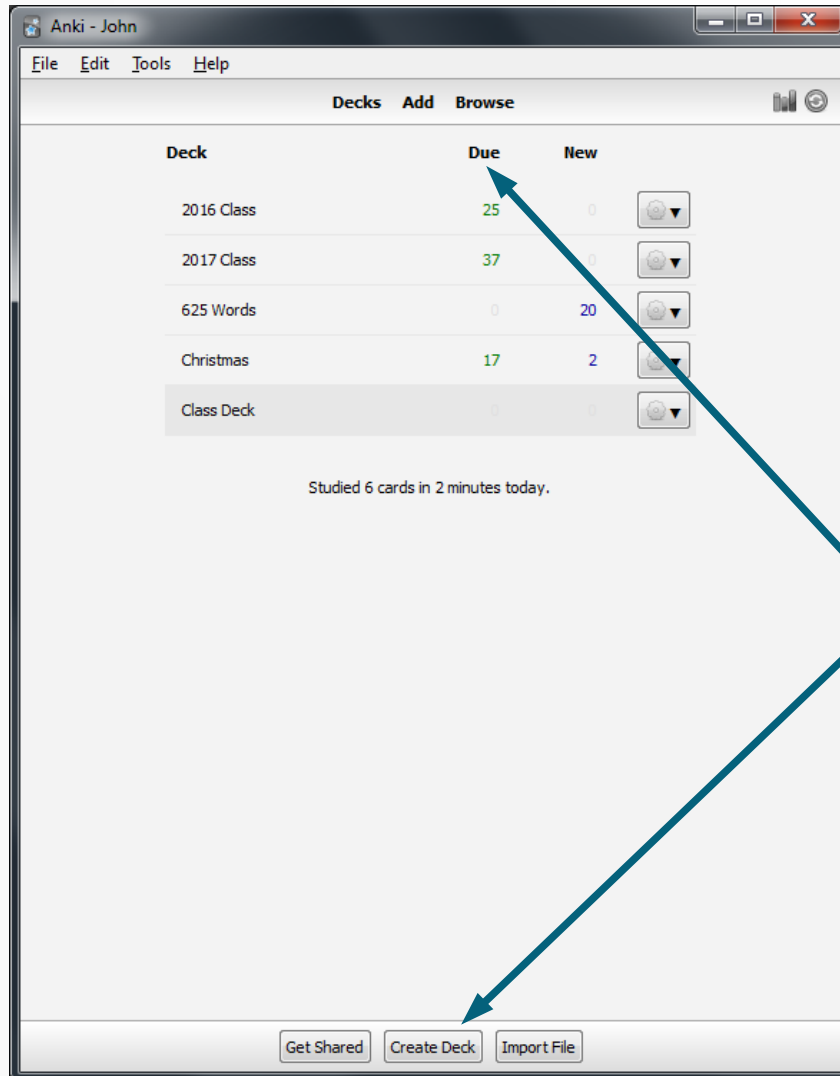 Anki - John
File Edit Tools Help
Decks Add Browse
Deck Due New
2016 Class 25 0
2017 Class 37 0
625 Words 0 20
Christmas 17 2
Class Deck 0 0
Studied 6 cards in 2 minutes today.
Get Shared Create Deck Import File